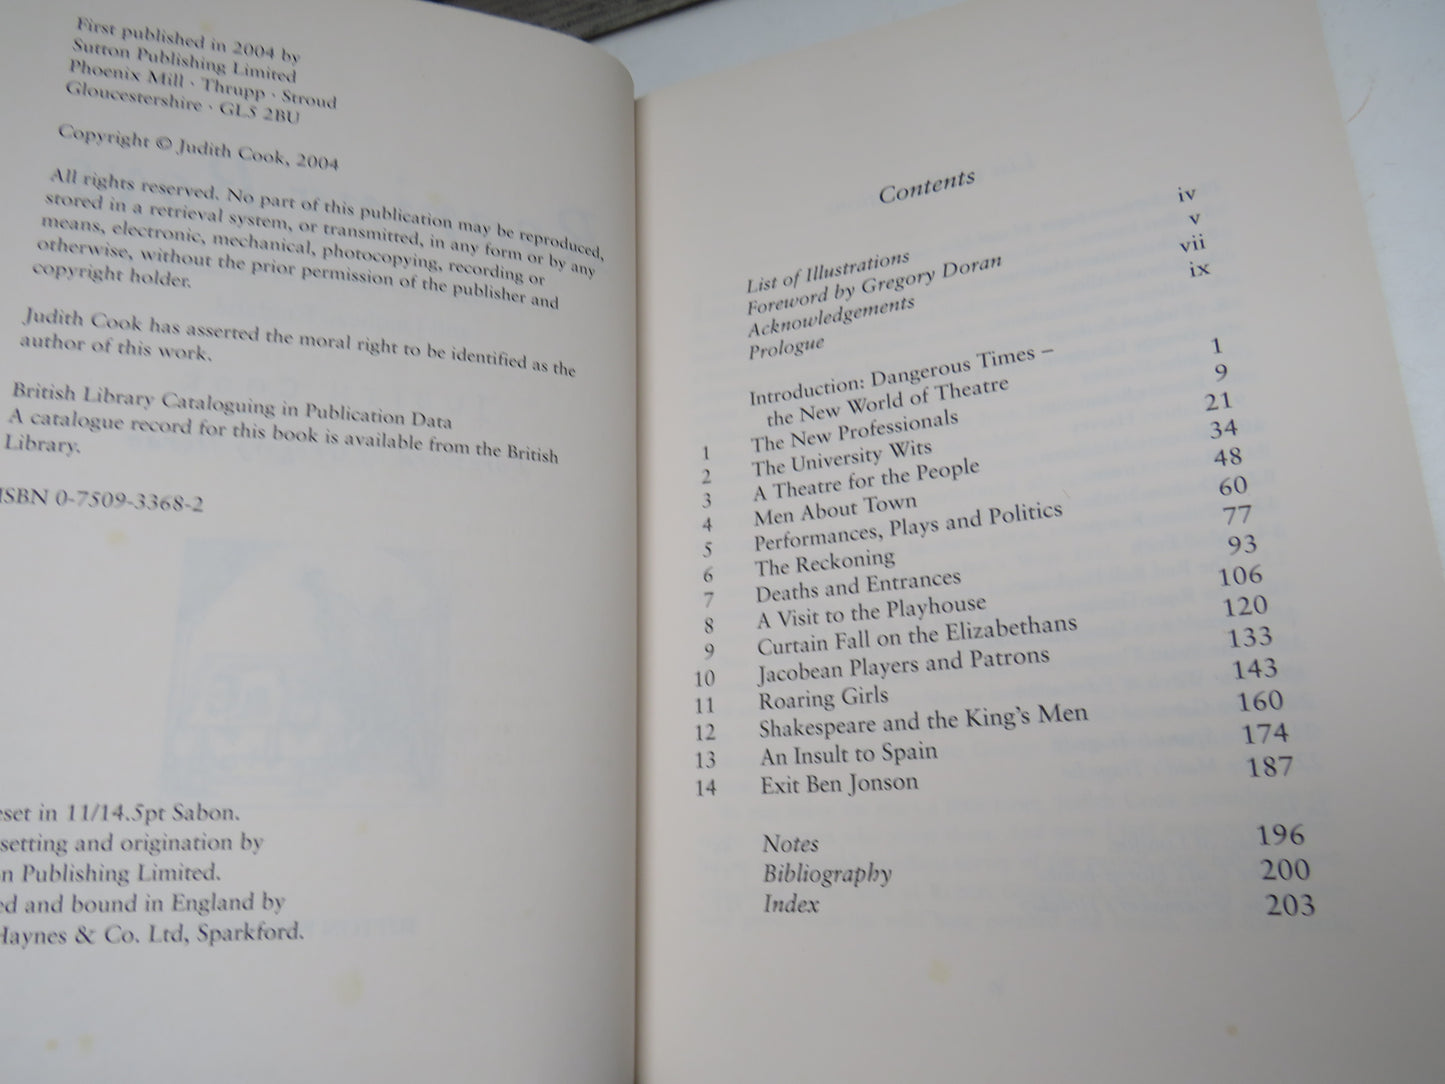 First published in 2004 by
Sutton Publishing Limited
Phoenix Mill · Thrupp · Stroud
Gloucestershire · GL5 2BU
Copyright © Judith Cook, 2004
All rights reserved. No part of this publication may be reproduced,
stored in a retrieval system, or transmitted, in any form or by any
means, electronic, mechanical, photocopying, recording or
otherwise, without the prior permission of the publisher and
copyright holder.
Judith Cook has asserted the moral right to be identified as the
author of this work.
British Library Cataloguing in Publication Data
A catalogue record for this book is available from the British
Library.
ISBN 0-7509-3368-2
eset in 11/14.5pt Sabon.
setting and origination by
n Publishing Limited.
ed and bound in England by
Haynes & Co. Ltd, Sparkford.
Contents
List of Illustrations iv
Foreword by Gregory Doran v
Acknowledgements vii
Prologue ix
Introduction: Dangerous Times –
the New World of Theatre 1
1 The New Professionals 9
2 The University Wits 21
3 A Theatre for the People 34
4 Men About Town 48
5 Performances, Plays and Politics 60
6 The Reckoning 77
7 Deaths and Entrances 93
8 A Visit to the Playhouse 106
9 Curtain Fall on the Elizabethans 120
10 Jacobean Players and Patrons 133
11 Roaring Girls 143
12 Shakespeare and the King's Men 160
13 An Insult to Spain 174
14 Exit Ben Jonson 187
Notes 196
Bibliography 200
Index 203